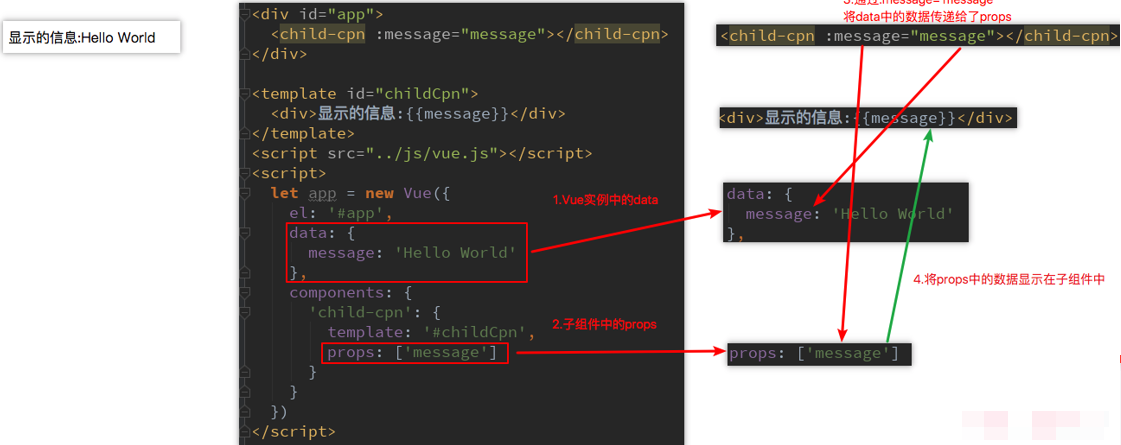 显示的信息:Hello World
<div id="app">
<child-cpn :message="message"></child-cpn>
</div>
<template id="childCpn">
<div>显示的信息:{{message}}</div>
</template>
<script src="../js/vue.js"></script>
<script>
let app = new Vue({
el: '#app',
data: {
message: 'Hello World'
},
components: {
'child-cpn': {
template: '#childCpn',
props: ['message']
}
}
})
</script>
1.Vue实例中的data
2.子组件中的props
3.通过:message="message"
将data中的数据传递给了props
<child-cpn :message="message"></child-cpn>
<div>显示的信息:{{message}}</div>
data: {
message: 'Hello World'
},
4.将props中的数据显示在子组件中
props: ['message']